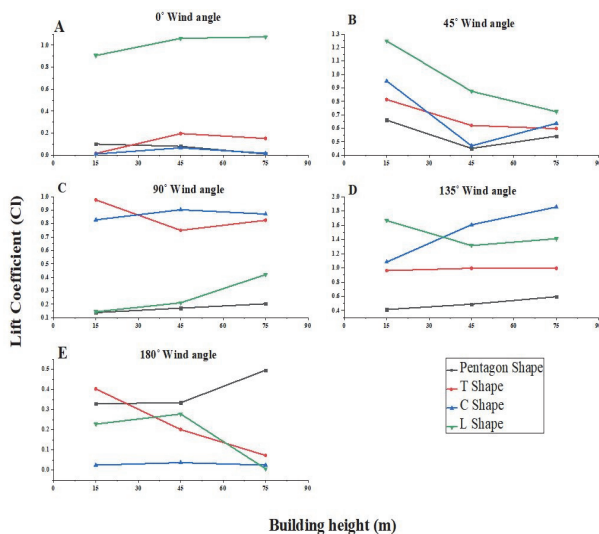 A
0° Wind angle
1.0
0.8
0.6
0.4
0.2
0.0
0 15 30 45 60 75 90
B
45° Wind angle
1.3
1.2
1.1
1.0
0.9
0.8
0.7
0.6
0.5
0.4
0 15 30 45 60 75 90
C
90° Wind angle
1.0
0.9
0.8
0.7
0.6
0.5
0.4
0.3
0.2
0.1
0 15 30 45 60 75 90
D
135° Wind angle
2.0
1.8
1.6
1.4
1.2
1.0
0.8
0.6
0.4
0 15 30 45 60 75 90
E
180° Wind angle
0.5
0.4
0.3
0.2
0.1
0.0
0 15 30 45 60 75 90
Pentagon Shape
T Shape
C Shape
L Shape
Lift Coefficient (Cl)
Building height (m)